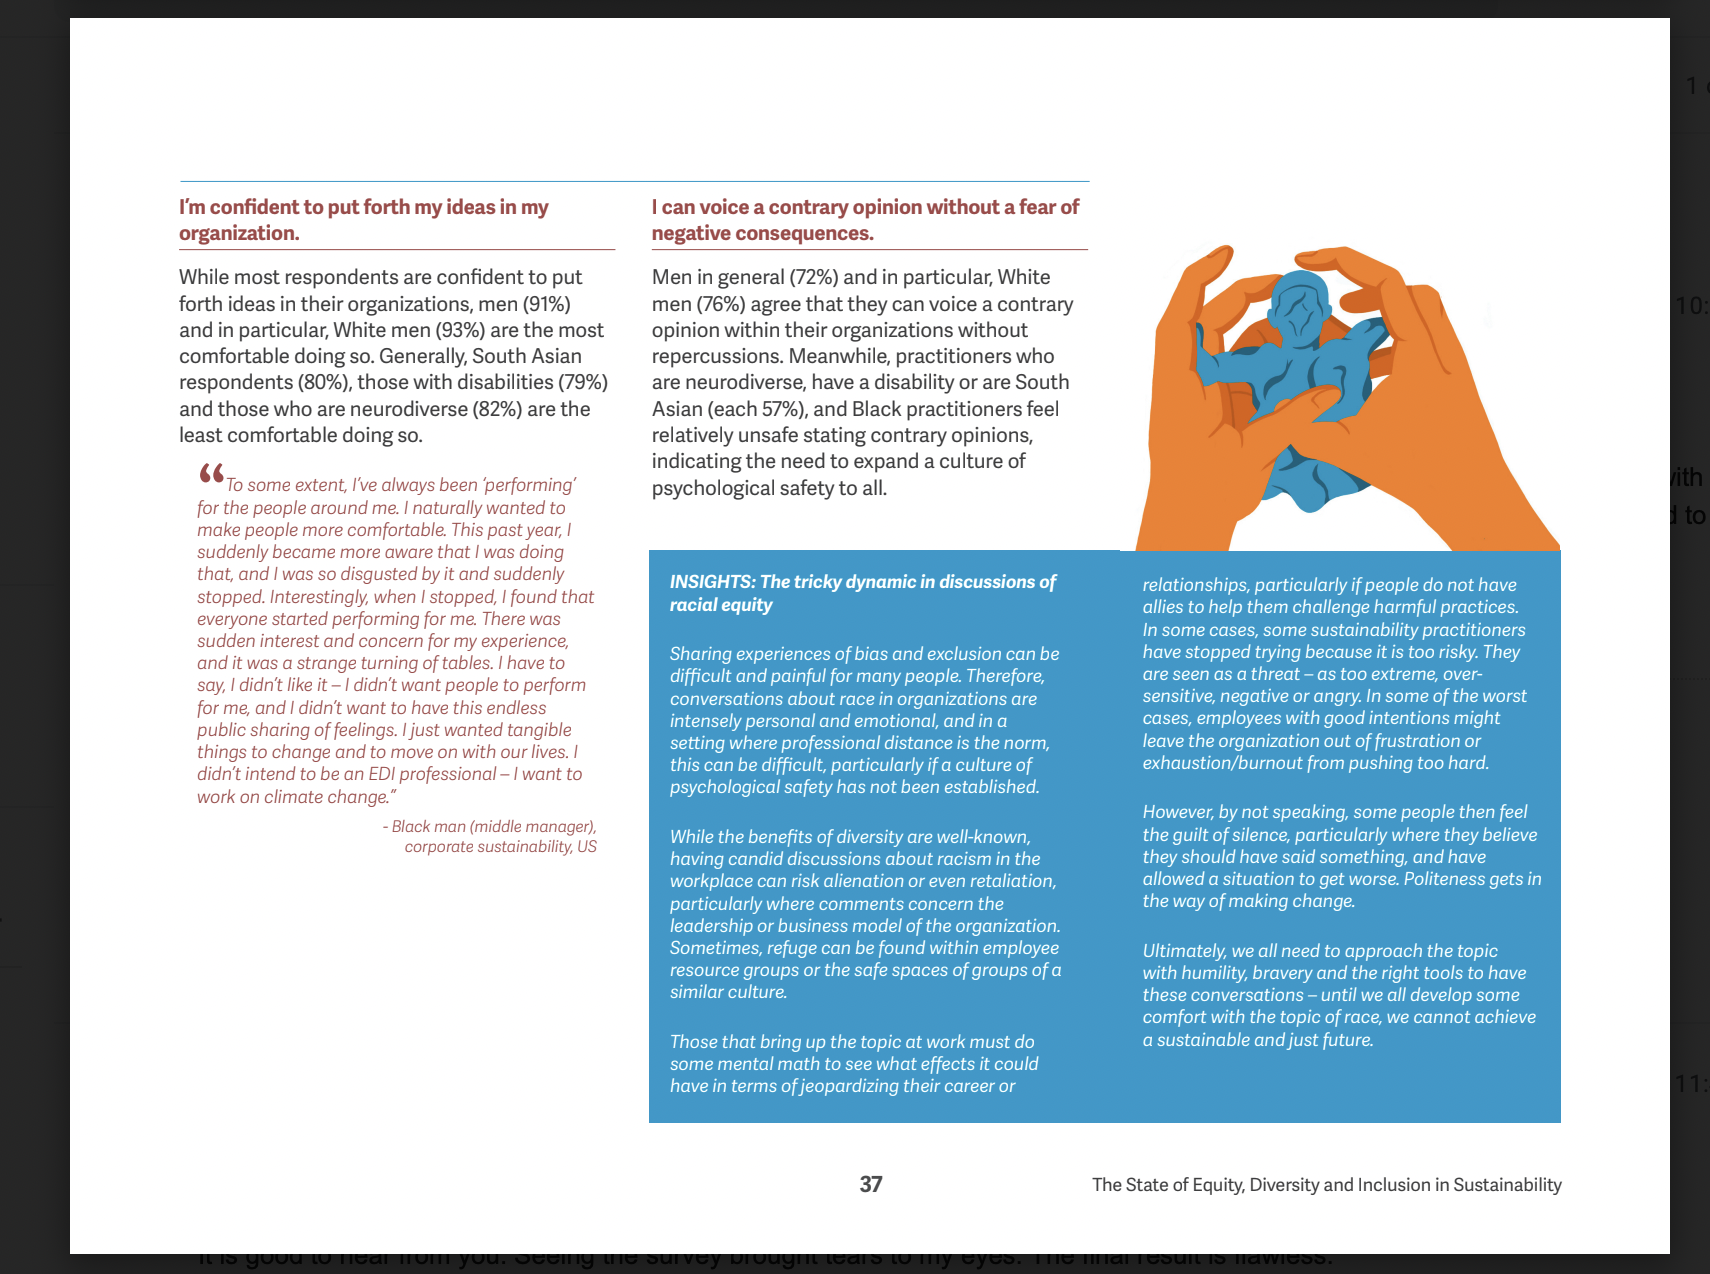 I'm confident to put forth my ideas in my
organization.
While most respondents are confident to put
forth ideas in their organizations, men (91%)
and in particular, White men (93%) are the most
comfortable doing so. Generally, South Asian
respondents (80%), those with disabilities (79%)
and those who are neurodiverse (82%) are the
least comfortable doing so.
“To some extent, I've always been ‘performing’
for the people around me. I naturally wanted to
make people more comfortable. This past year, I
suddenly became more aware that I was doing
that, and I was so disgusted by it and suddenly
stopped. Interestingly, when I stopped, I found that
everyone started performing for me. There was
sudden interest and concern for my experience,
and it was a strange turning of tables. I have to
say, I didn't like it – I didn't want people to perform
for me, and I didn't want to have this endless
public sharing of feelings. I just wanted tangible
things to change and to move on with our lives. I
didn't intend to be an EDI professional – I want to
work on climate change.”
- Black man (middle manager),
corporate sustainability, US
I can voice a contrary opinion without a fear of
negative consequences.
Men in general (72%) and in particular, White
men (76%) agree that they can voice a contrary
opinion within their organizations without
repercussions. Meanwhile, practitioners who
are neurodiverse, have a disability or are South
Asian (each 57%), and Black practitioners feel
relatively unsafe stating contrary opinions,
indicating the need to expand a culture of
psychological safety to all.
INSIGHTS: The tricky dynamic in discussions of
racial equity
Sharing experiences of bias and exclusion can be
difficult and painful for many people. Therefore,
conversations about race in organizations are
intensely personal and emotional, and in a
setting where professional distance is the norm,
this can be difficult, particularly if a culture of
psychological safety has not been established.
While the benefits of diversity are well-known,
having candid discussions about racism in the
workplace can risk alienation or even retaliation,
particularly where comments concern the
leadership or business model of the organization.
Sometimes, refuge can be found within employee
resource groups or the safe spaces of groups of a
similar culture.
Those that bring up the topic at work must do
some mental math to see what effects it could
have in terms of jeopardizing their career or
relationships, particularly if people do not have
allies to help them challenge harmful practices.
In some cases, some sustainability practitioners
have stopped trying because it is too risky. They
are seen as a threat – as too extreme, over-
sensitive, negative or angry. In some of the worst
cases, employees with good intentions might
leave the organization out of frustration or
exhaustion/burnout from pushing too hard.
However, by not speaking, some people then feel
the guilt of silence, particularly where they believe
they should have said something, and have
allowed a situation to get worse. Politeness gets in
the way of making change.
Ultimately, we all need to approach the topic
with humility, bravery and the right tools to have
these conversations – until we all develop some
comfort with the topic of race, we cannot achieve
a sustainable and just future.
37
The State of Equity, Diversity and Inclusion in Sustainability
1
10:
with
d to
11:
It is good to hear from you. Seeing the survey brought tears to my eyes. The final result is flawless.